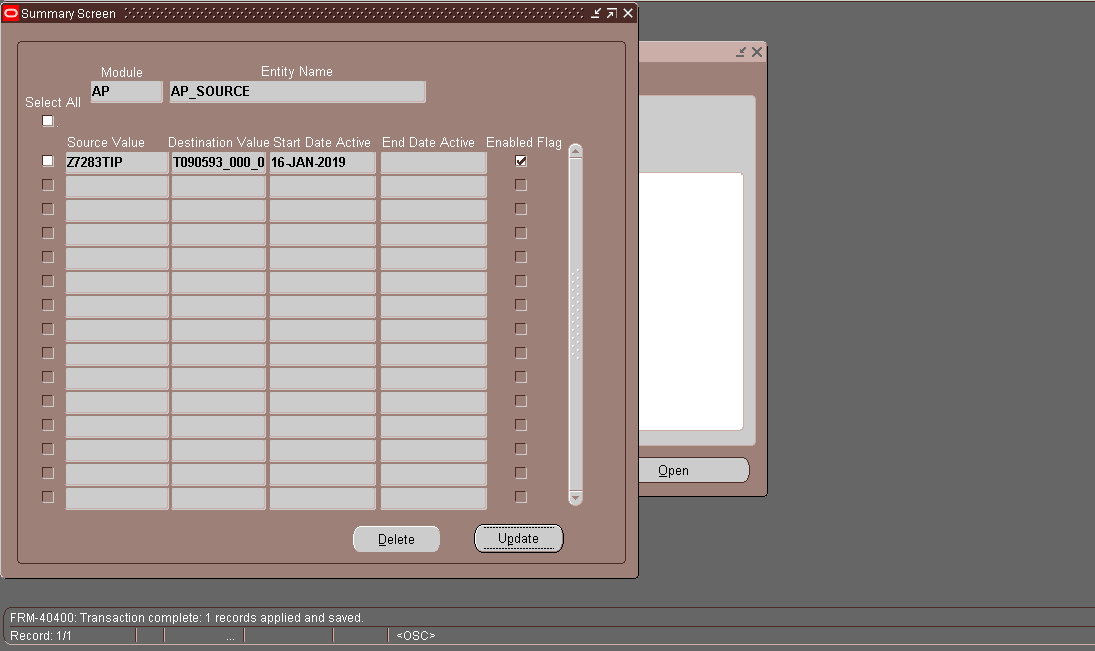 Summary Screen
Module Entity Name
AP AP_SOURCE
Select All
.
Source Value Destination Value Start Date Active End Date Active Enabled Flag
Z7283TIP T090593_000_0 16-JAN-2019
Open
Delete Update
FRM-40400: Transaction complete: 1 records applied and saved.
Record: 1/1 ... <OSC>